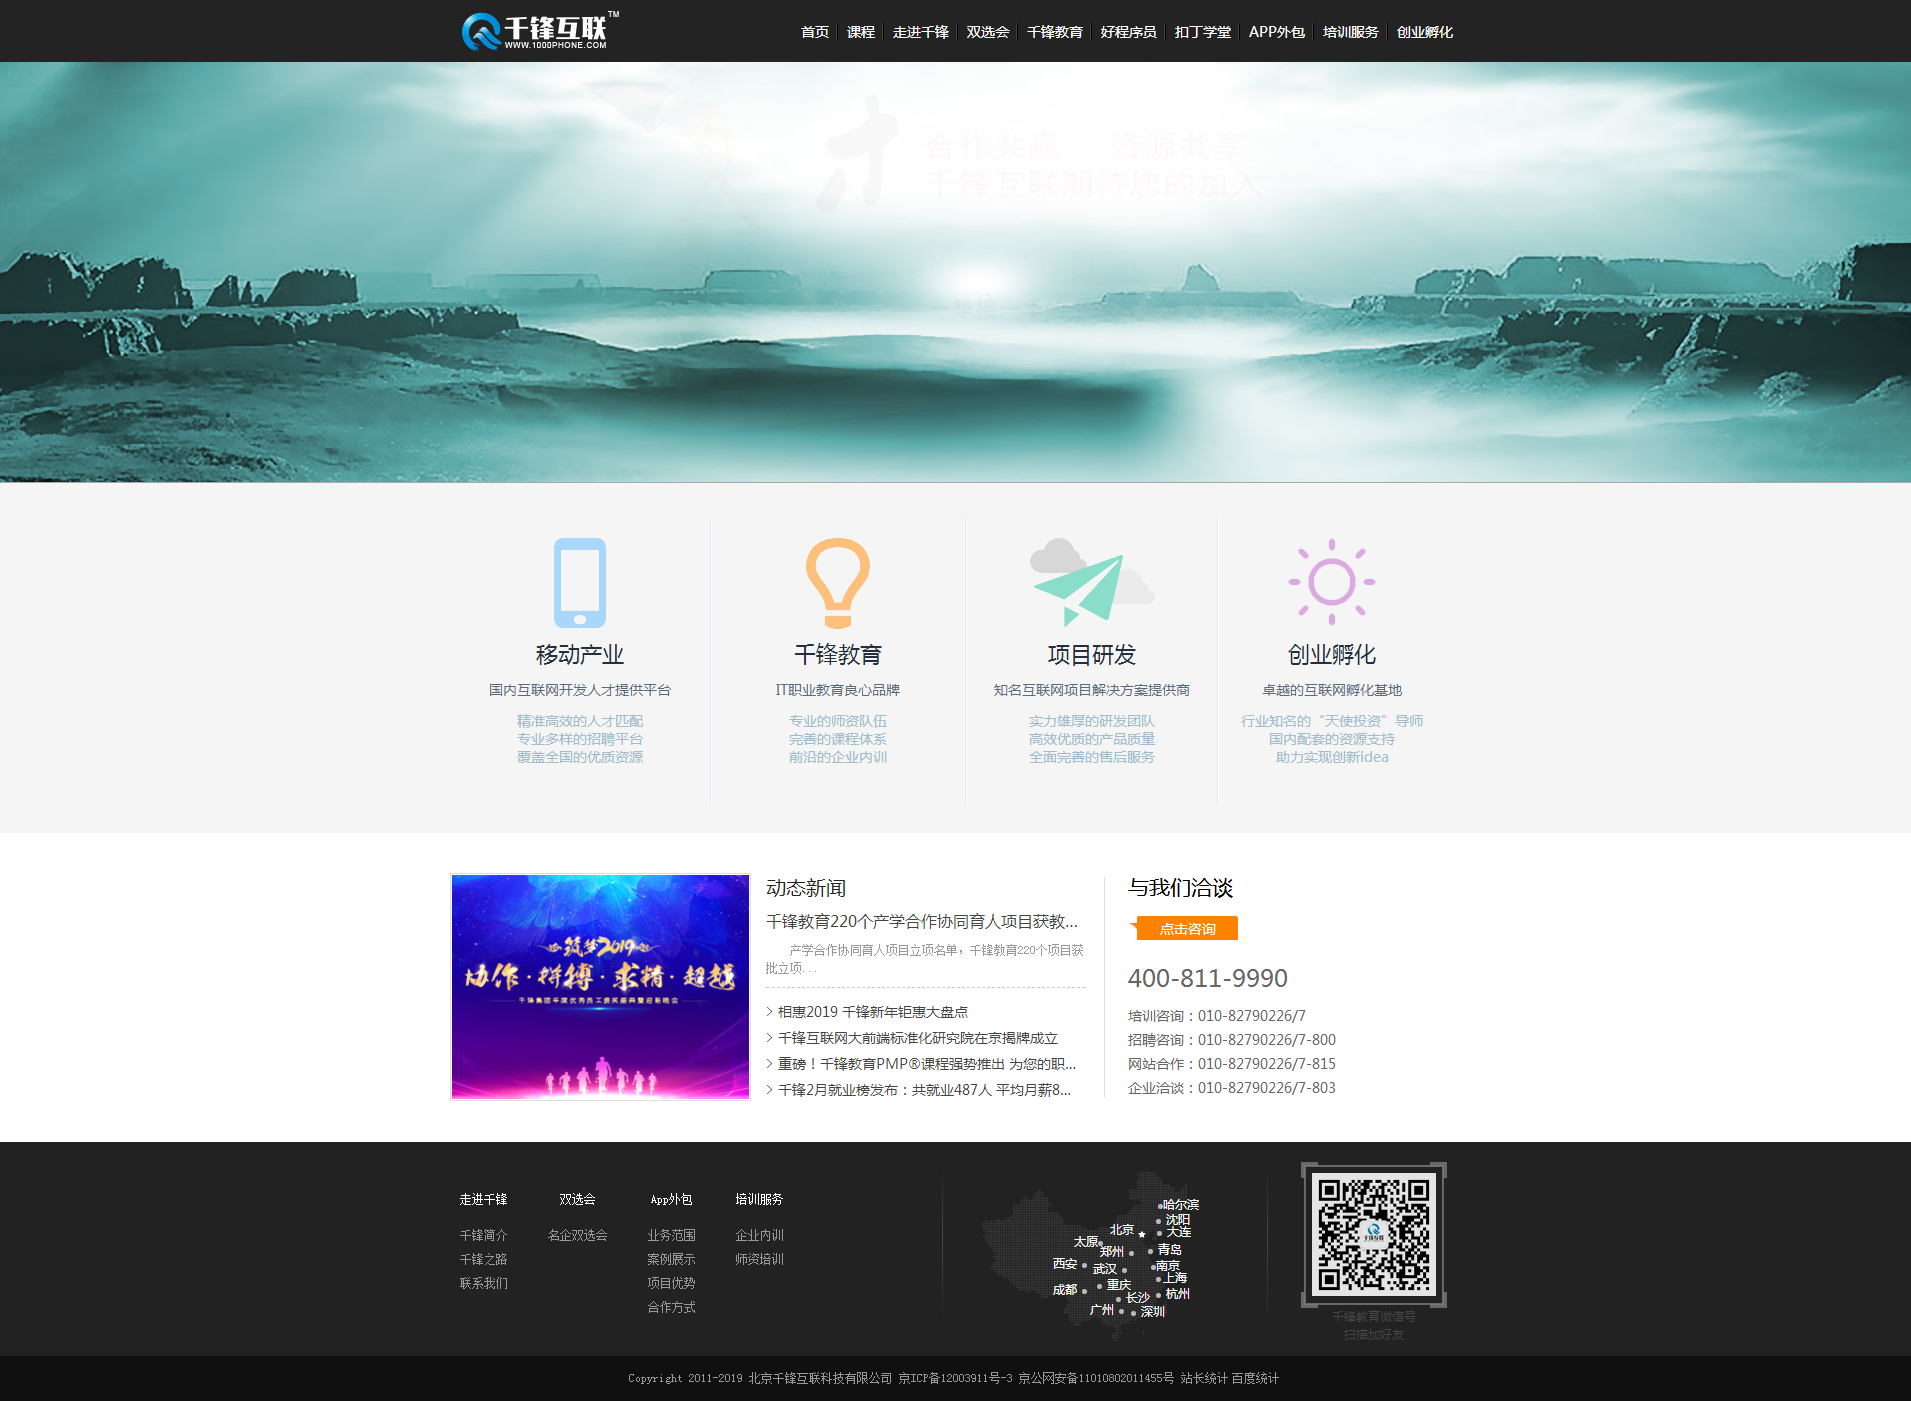 千锋互联 TM
WWW.1000PHONE.COM
首页 课程 走进千锋 双选会 千锋教育 好程序员 扣丁学堂 APP外包 培训服务 创业孵化
才
合作共赢 资源共享
千锋互联期待您的加入
移动产业
国内互联网开发人才提供平台
精准高效的人才匹配
专业多样的招聘平台
覆盖全国的优质资源
千锋教育
IT职业教育良心品牌
专业的师资队伍
完善的课程体系
前沿的企业内训
项目研发
知名互联网项目解决方案提供商
实力雄厚的研发团队
高效优质的产品质量
全面完善的售后服务
创业孵化
卓越的互联网孵化基地
行业知名的“天使投资”导师
国内配套的资源支持
助力实现创新idea
筑梦2019
协作·拼搏·求精·超越
千锋集团年度优秀员工颁奖盛典暨迎新晚会
动态新闻
千锋教育220个产学合作协同育人项目获教...
产学合作协同育人项目立项名单，千锋教育220个项目获
批立项...
> 相惠2019 千锋新年钜惠大盘点
> 千锋互联网大前端标准化研究院在京揭牌成立
> 重磅！千锋教育PMP®课程强势推出 为您的职...
> 千锋2月就业榜发布：共就业487人 平均月薪8...
与我们洽谈
点击咨询
400-811-9990
培训咨询：010-82790226/7
招聘咨询：010-82790226/7-800
网站合作：010-82790226/7-815
企业洽谈：010-82790226/7-803
走进千锋
千锋简介
千锋之路
联系我们
双选会
名企双选会
App外包
业务范围
案例展示
项目优势
合作方式
培训服务
企业内训
师资培训
哈尔滨
沈阳
北京
大连
太原
郑州
青岛
西安
武汉
南京
上海
成都
重庆
杭州
长沙
广州
深圳
千锋互联
千锋教育微信号
扫描加好友
Copyright 2011-2019 北京千锋互联科技有限公司 京ICP备12003911号-3 京公网安备11010802011455号 站长统计 百度统计